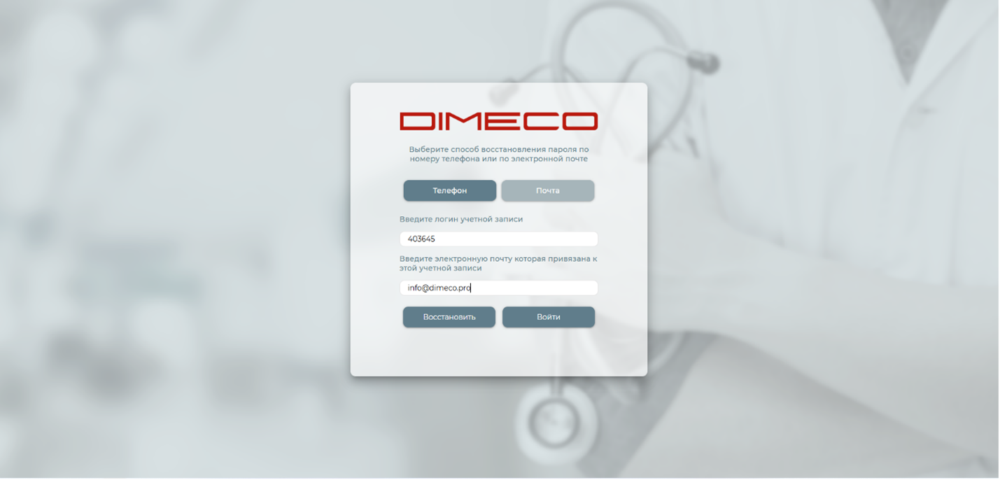 DIMECO
Выберите способ восстановления пароля по
номеру телефона или по электронной почте
Телефон
Почта
Введите логин учетной записи
403645
Введите электронную почту которая привязана к
этой учетной записи
info@dimeco.pro
Восстановить
Войти